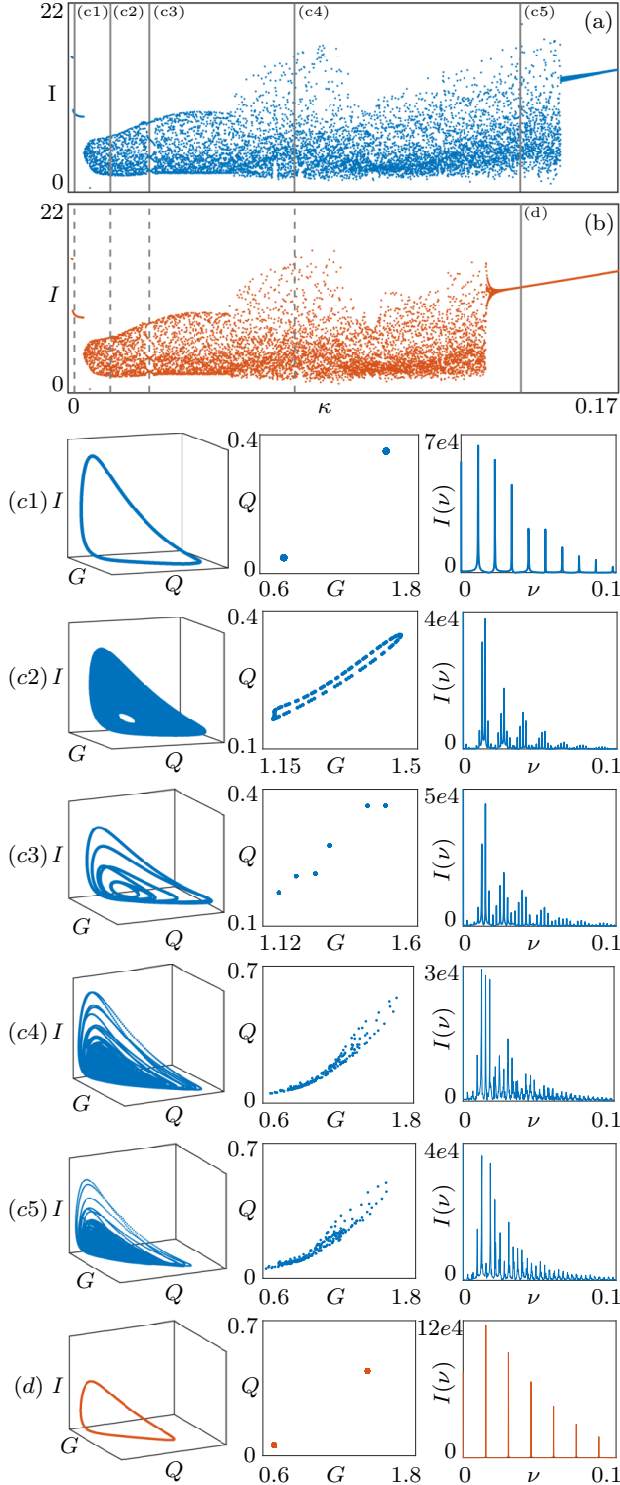 22 (c1) (c2) (c3) (c4) (c5) (a)
I
0
22 (d) (b)
I
0
0 κ 0.17
(c1) I G Q 0.4 Q 0 0.6 G 1.8 7e4 I(ν) 0 0 ν 0.1
(c2) I G Q 0.4 Q 0.1 1.15 G 1.5 4e4 I(ν) 0 0 ν 0.1
(c3) I G Q 0.4 Q 0.1 1.12 G 1.6 5e4 I(ν) 0 0 ν 0.1
(c4) I G Q 0.7 Q 0 0.6 G 1.8 3e4 I(ν) 0 0 ν 0.1
(c5) I G Q 0.7 Q 0 0.6 G 1.8 4e4 I(ν) 0 0 ν 0.1
(d) I G Q 0.7 Q 0 0.6 G 1.8 12e4 I(ν) 0 0 ν 0.1